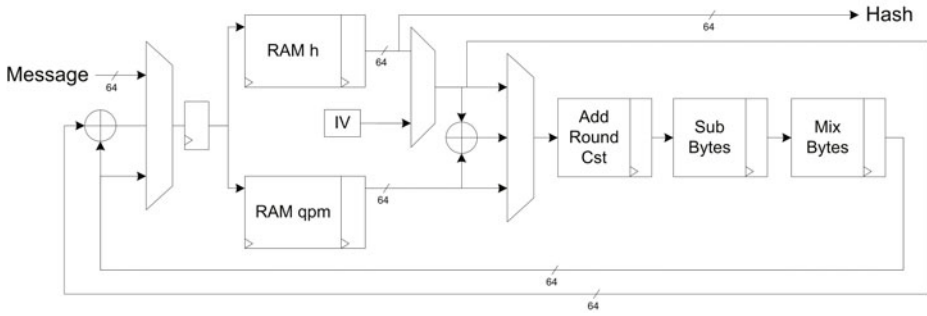 64
Hash
RAM h
64
Message
64
IV
Add
Round
Cst
Sub
Bytes
Mix
Bytes
RAM qpm
64
64
64